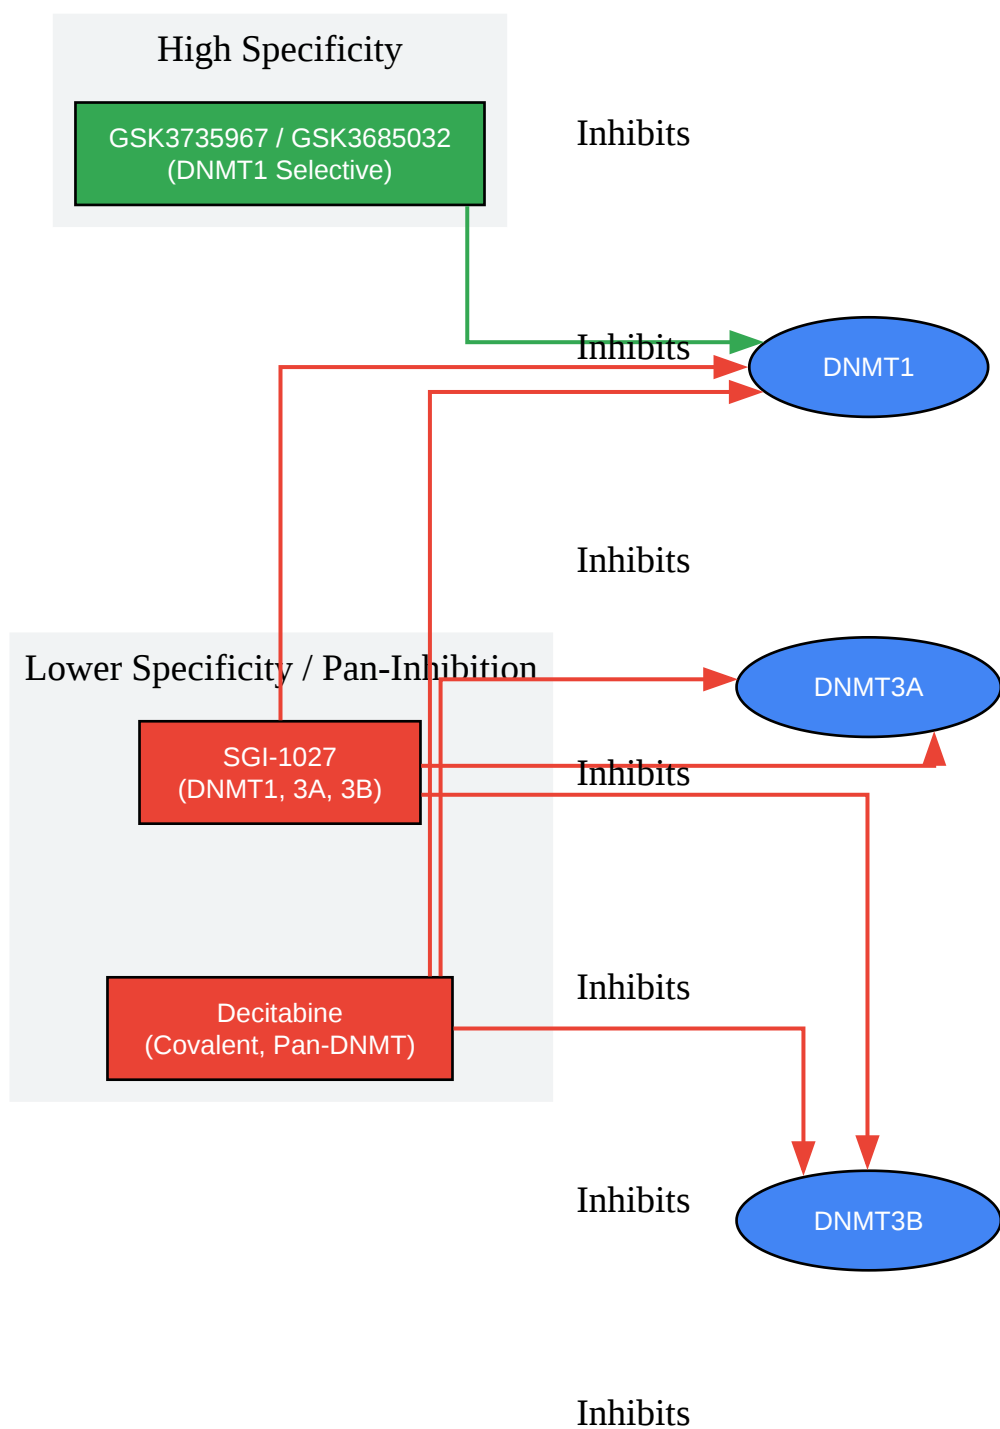 High Specificity
GSK3735967 / GSK3685032
(DNMT1 Selective)
Inhibits
Inhibits
DNMT1
Inhibits
Lower Specificity / Pan-Inhibition
DNMT3A
SGI-1027
(DNMT1, 3A, 3B)
Inhibits
Inhibits
Decitabine
(Covalent, Pan-DNMT)
Inhibits
DNMT3B
Inhibits